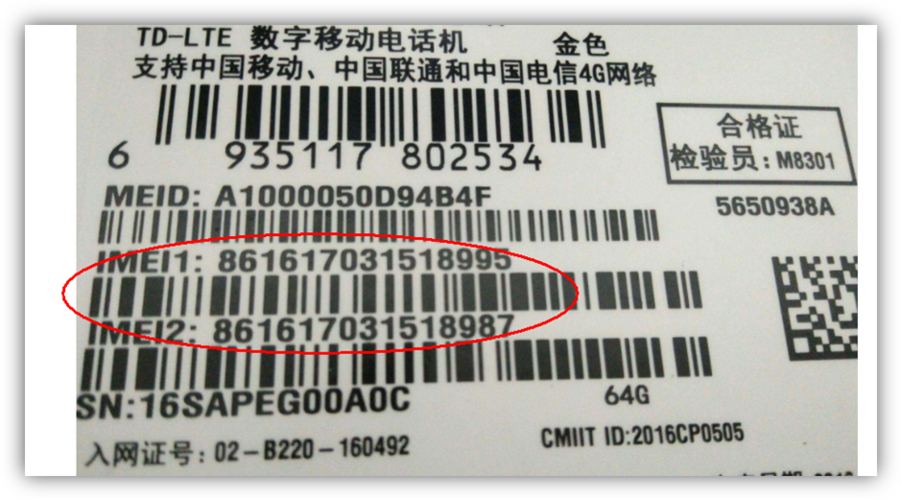 TD-LTE 数字移动电话机 金色
支持中国移动、中国联通和中国电信4G网络
6 935117 802534
合格证
检验员:M8301
MEID: A1000050D94B4F
5650938A
IMEI1: 861617031518995
IMEI2: 861617031518987
SN:16SAPEG00A0C
64G
入网证号: 02-B220-160492
CMIIT ID:2016CP0505